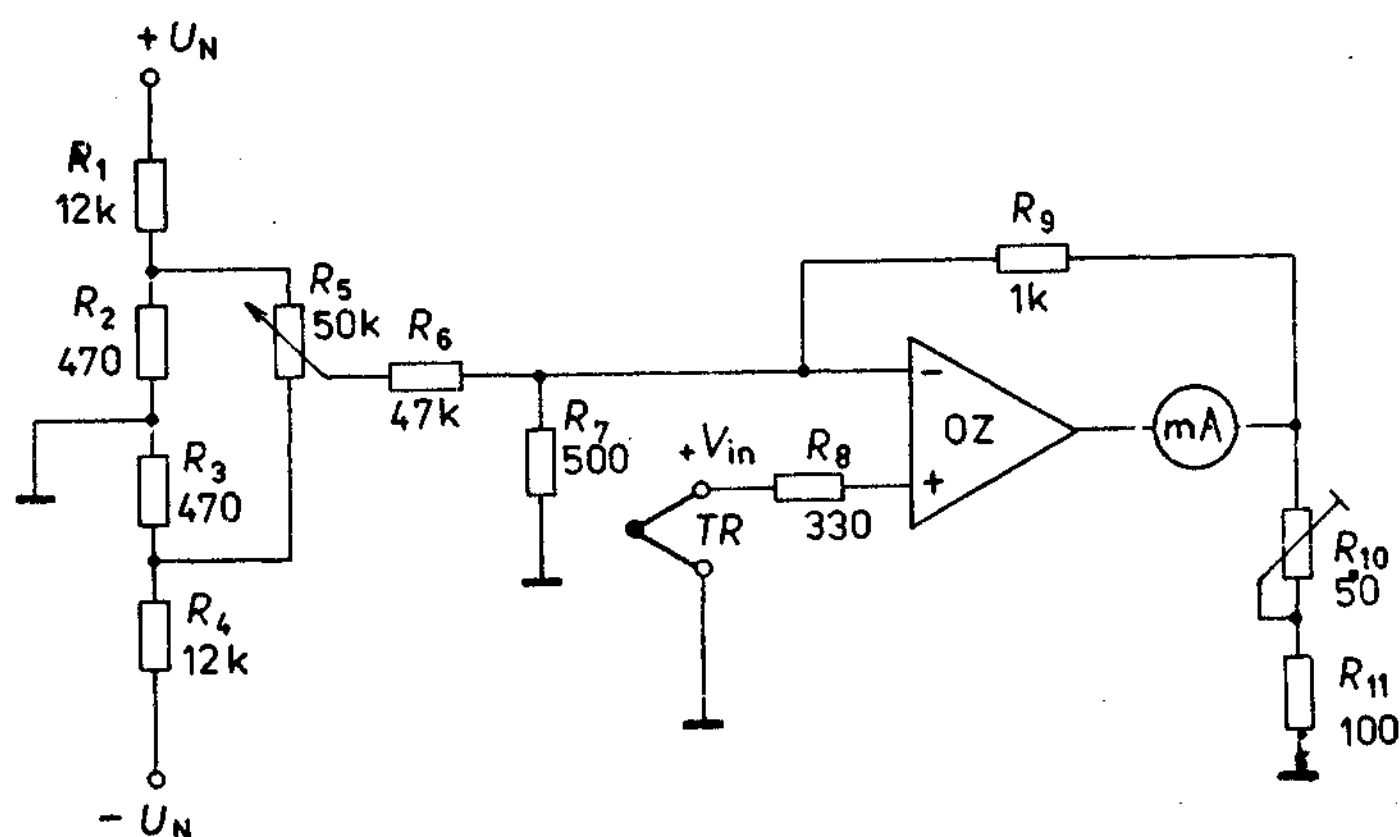 + U_N
R_1
12k
R_2
470
R_3
470
R_4
12k
- U_N
R_5
50k
R_6
47k
R_7
500
+V_in
TR
R_8
330
-
+
OZ
R_9
1k
mA
R_10
50
R_11
100